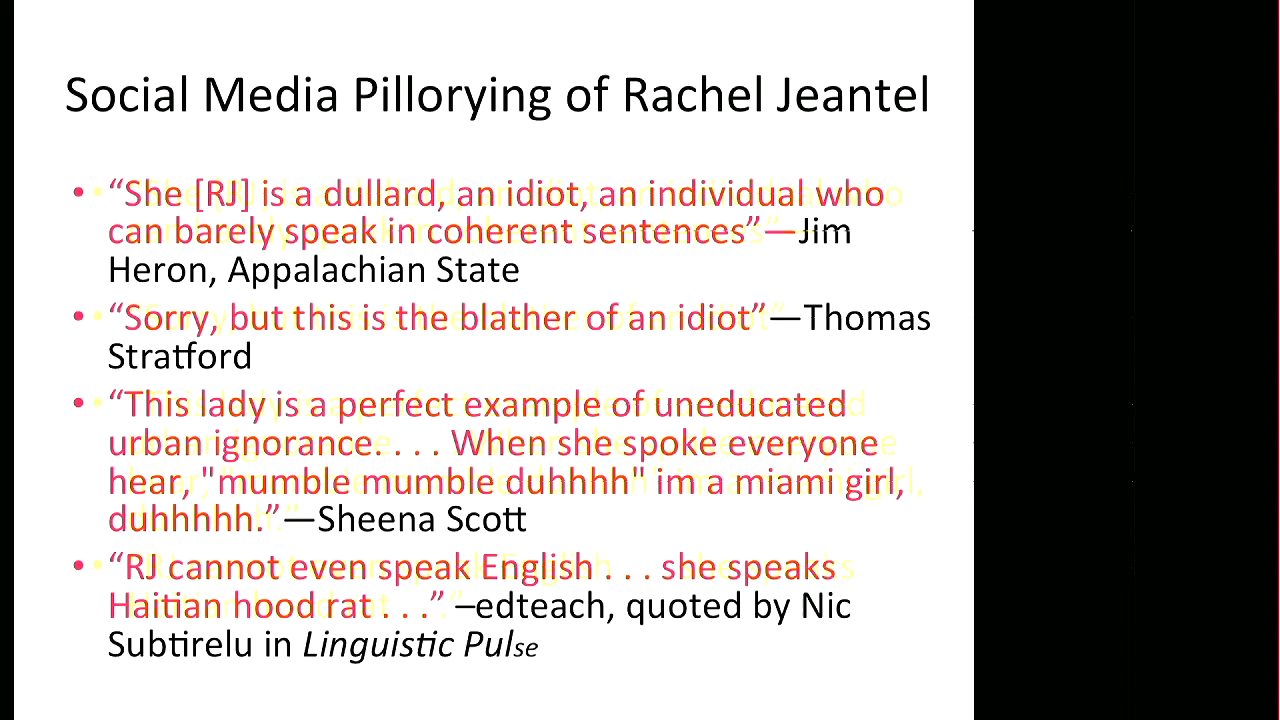 Social Media Pillorying of Rachel Jeantel
• “She [RJ] is a dullard, an idiot, an individual who
can barely speak in coherent sentences”—Jim
Heron, Appalachian State
• “Sorry, but this is the blather of an idiot”—Thomas
Stratford
• “This lady is a perfect example of uneducated
urban ignorance. . . . When she spoke everyone
hear, "mumble mumble duhhhh" im a miami girl,
duhhhhh.”—Sheena Scott
• “RJ cannot even speak English . . . she speaks
Haitian hood rat . . .” –edteach, quoted by Nic
Subtirelu in Linguistic Pulse